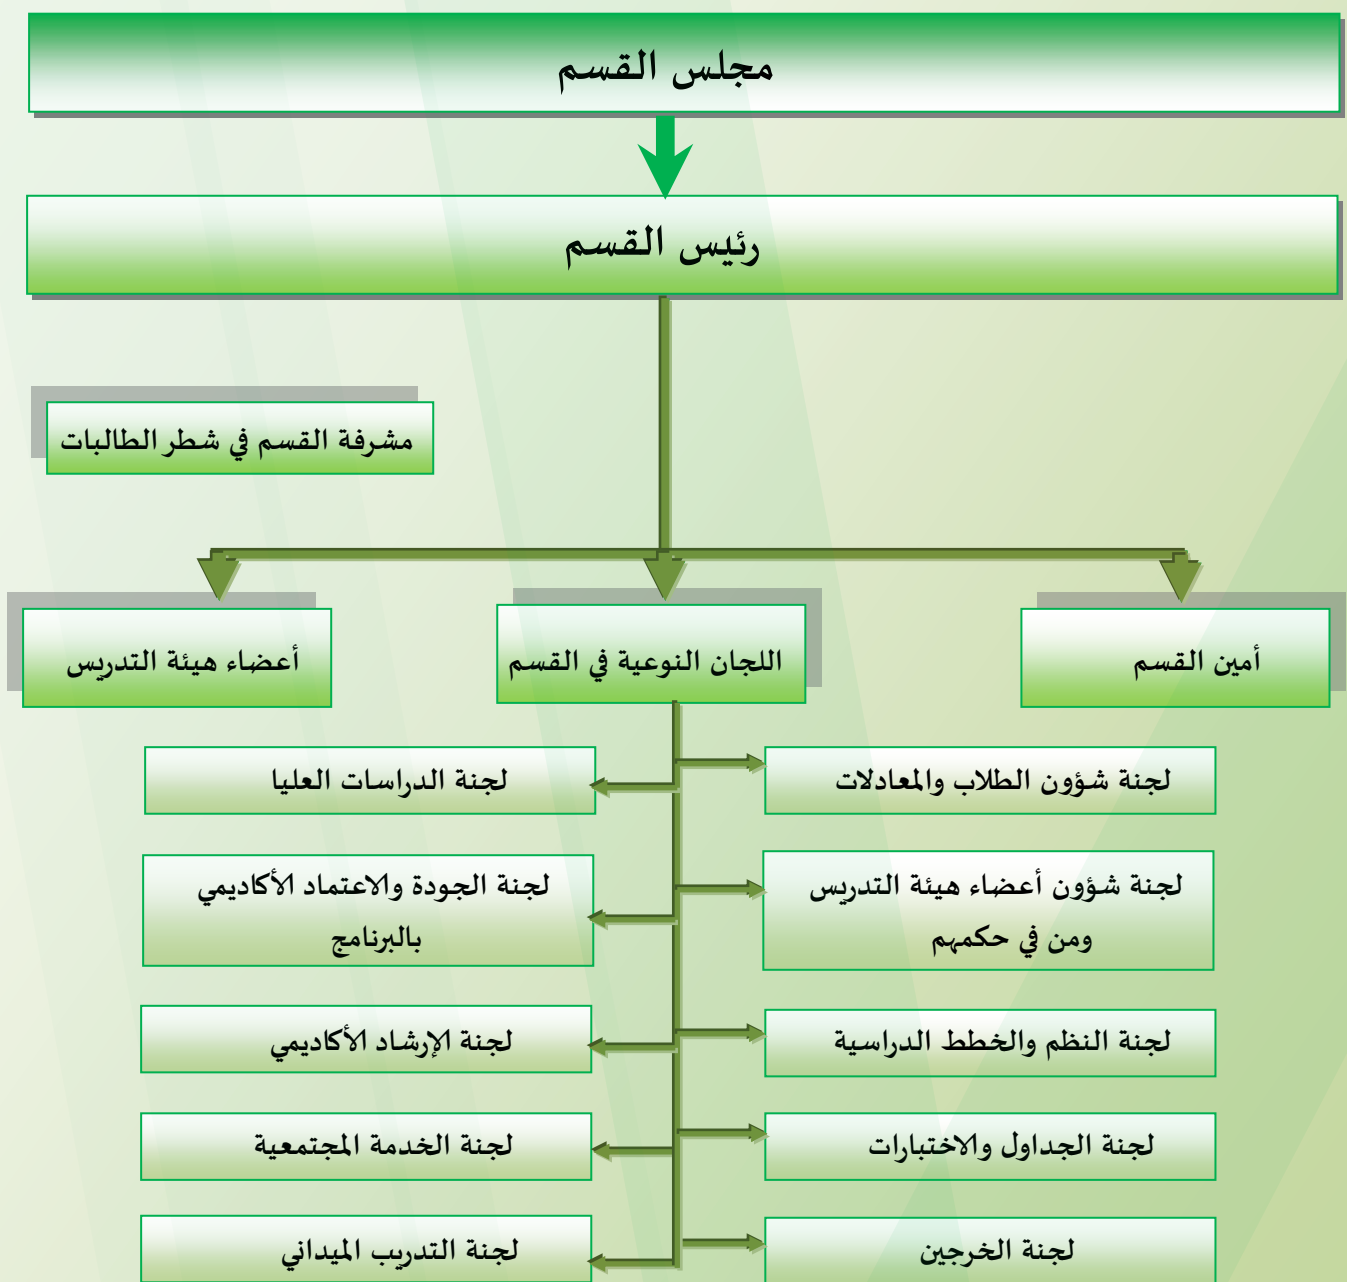 مجلس القسم
رئيس القسم
مشرفة القسم في شطر الطالبات
أمين القسم
اللجان النوعية في القسم
أعضاء هيئة التدريس
لجنة شؤون الطلاب والمعادلات
لجنة الدراسات العليا
لجنة شؤون أعضاء هيئة التدريس
ومن في حكمهم
لجنة الجودة والاعتماد الأكاديمي
بالبرنامج
لجنة النظم والخطط الدراسية
لجنة الإرشاد الأكاديمي
لجنة الجداول والاختبارات
لجنة الخدمة المجتمعية
لجنة الخرجين
لجنة التدريب الميداني